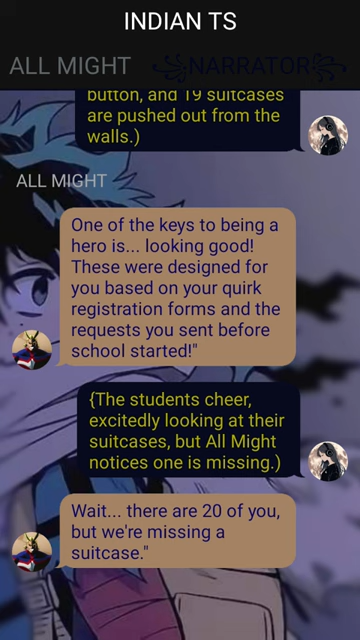 INDIAN TS
ALL MIGHT ꧁NARRATOR꧂
button, and 19 suitcases
are pushed out from the
walls.)
ALL MIGHT
One of the keys to being a
hero is... looking good!
These were designed for
you based on your quirk
registration forms and the
requests you sent before
school started!"
{The students cheer,
excitedly looking at their
suitcases, but All Might
notices one is missing.)
Wait... there are 20 of you,
but we're missing a
suitcase."